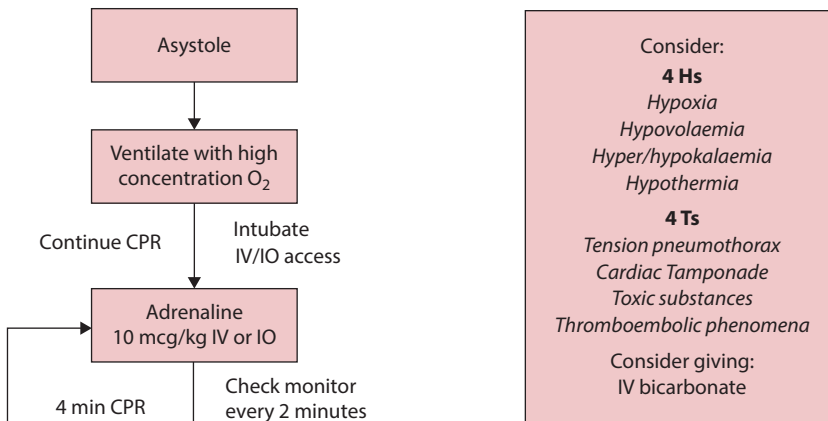 Asystole
Ventilate with high
concentration O₂
Continue CPR
Intubate
IV/IO access
Adrenaline
10 mcg/kg IV or IO
4 min CPR
Check monitor
every 2 minutes
Consider:
4 Hs
Hypoxia
Hypovolaemia
Hyper/hypokalaemia
Hypothermia
4 Ts
Tension pneumothorax
Cardiac Tamponade
Toxic substances
Thromboembolic phenomena
Consider giving:
IV bicarbonate